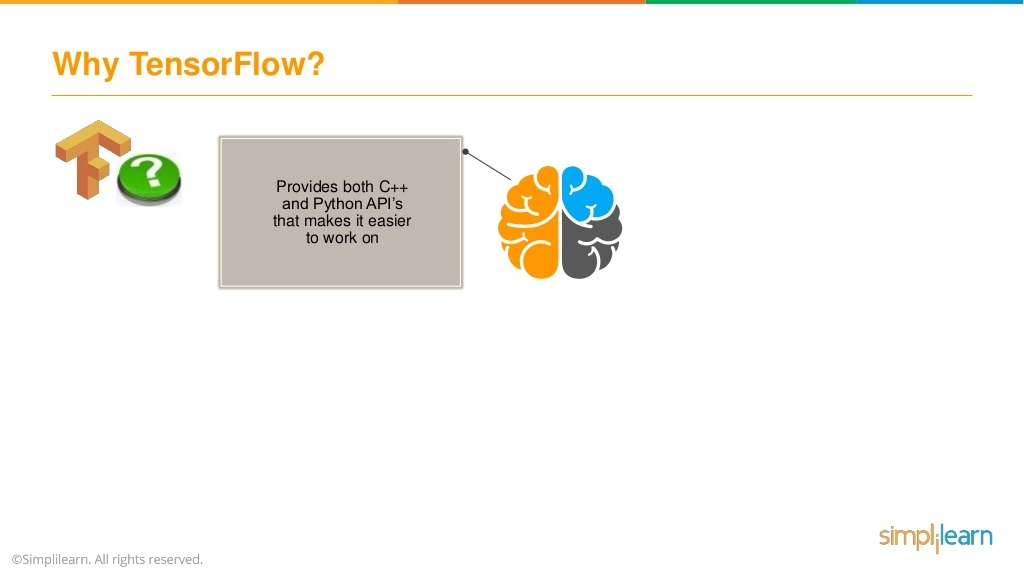 Why TensorFlow?
Provides both C++
and Python API's
that makes it easier
to work on
simplilearn
©Simplilearn. All rights reserved.